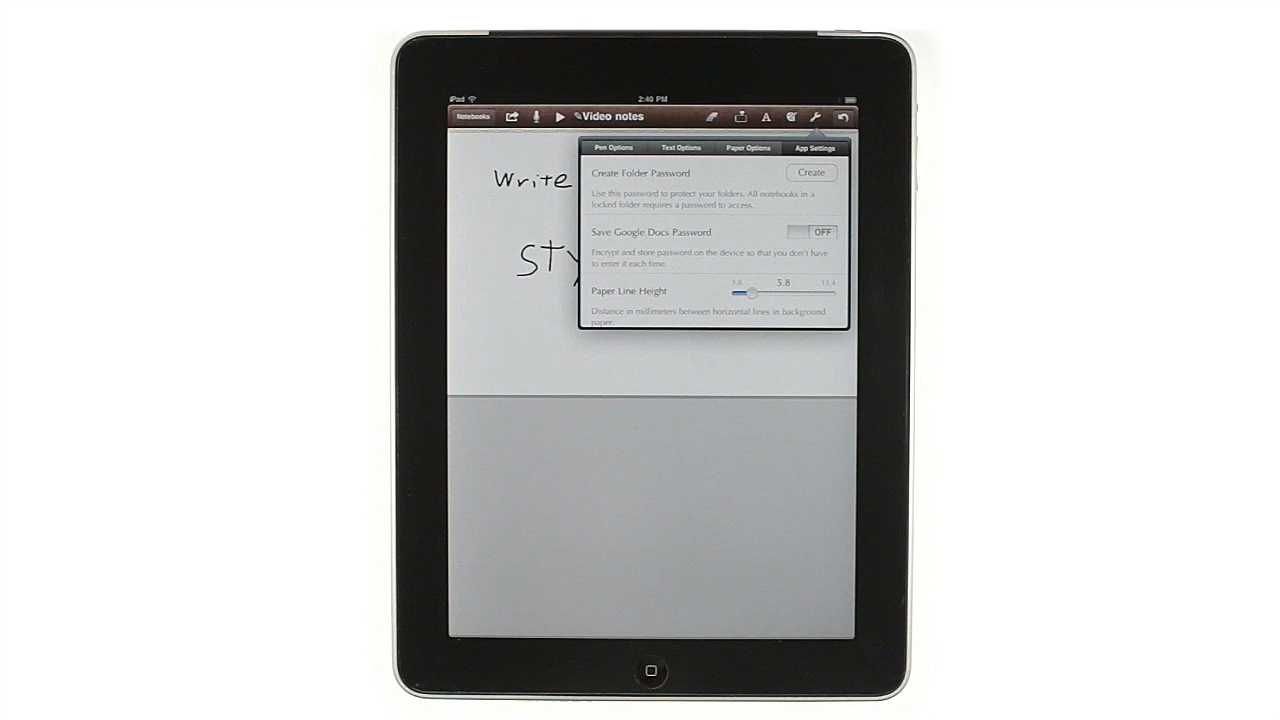 iPad 2:40 PM
Notebooks Video notes A
Pen Options Text Options Paper Options App Settings
Create Folder Password Create
Use this password to protect your folders. All notebooks in a
locked folder requires a password to access.
Save Google Docs Password OFF
Encrypt and store password on the device so that you don't have
to enter it each time.
Paper Line Height 5.8 15.4
Distance in millimeters between horizontal lines in background
paper.
Write
sty